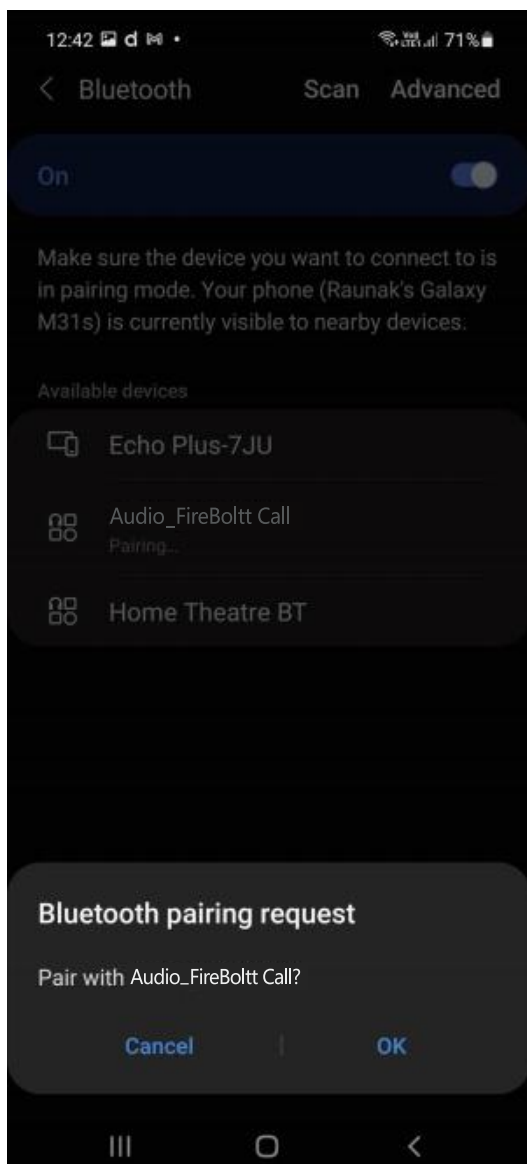 12:42
71%
Bluetooth Scan Advanced
On
Make sure the device you want to connect to is
in pairing mode. Your phone (Raunak's Galaxy
M31s) is currently visible to nearby devices.
Available devices
Echo Plus-7JU
Audio_FireBoltt Call
Pairing...
Home Theatre BT
Bluetooth pairing request
Pair with Audio_FireBoltt Call?
Cancel OK